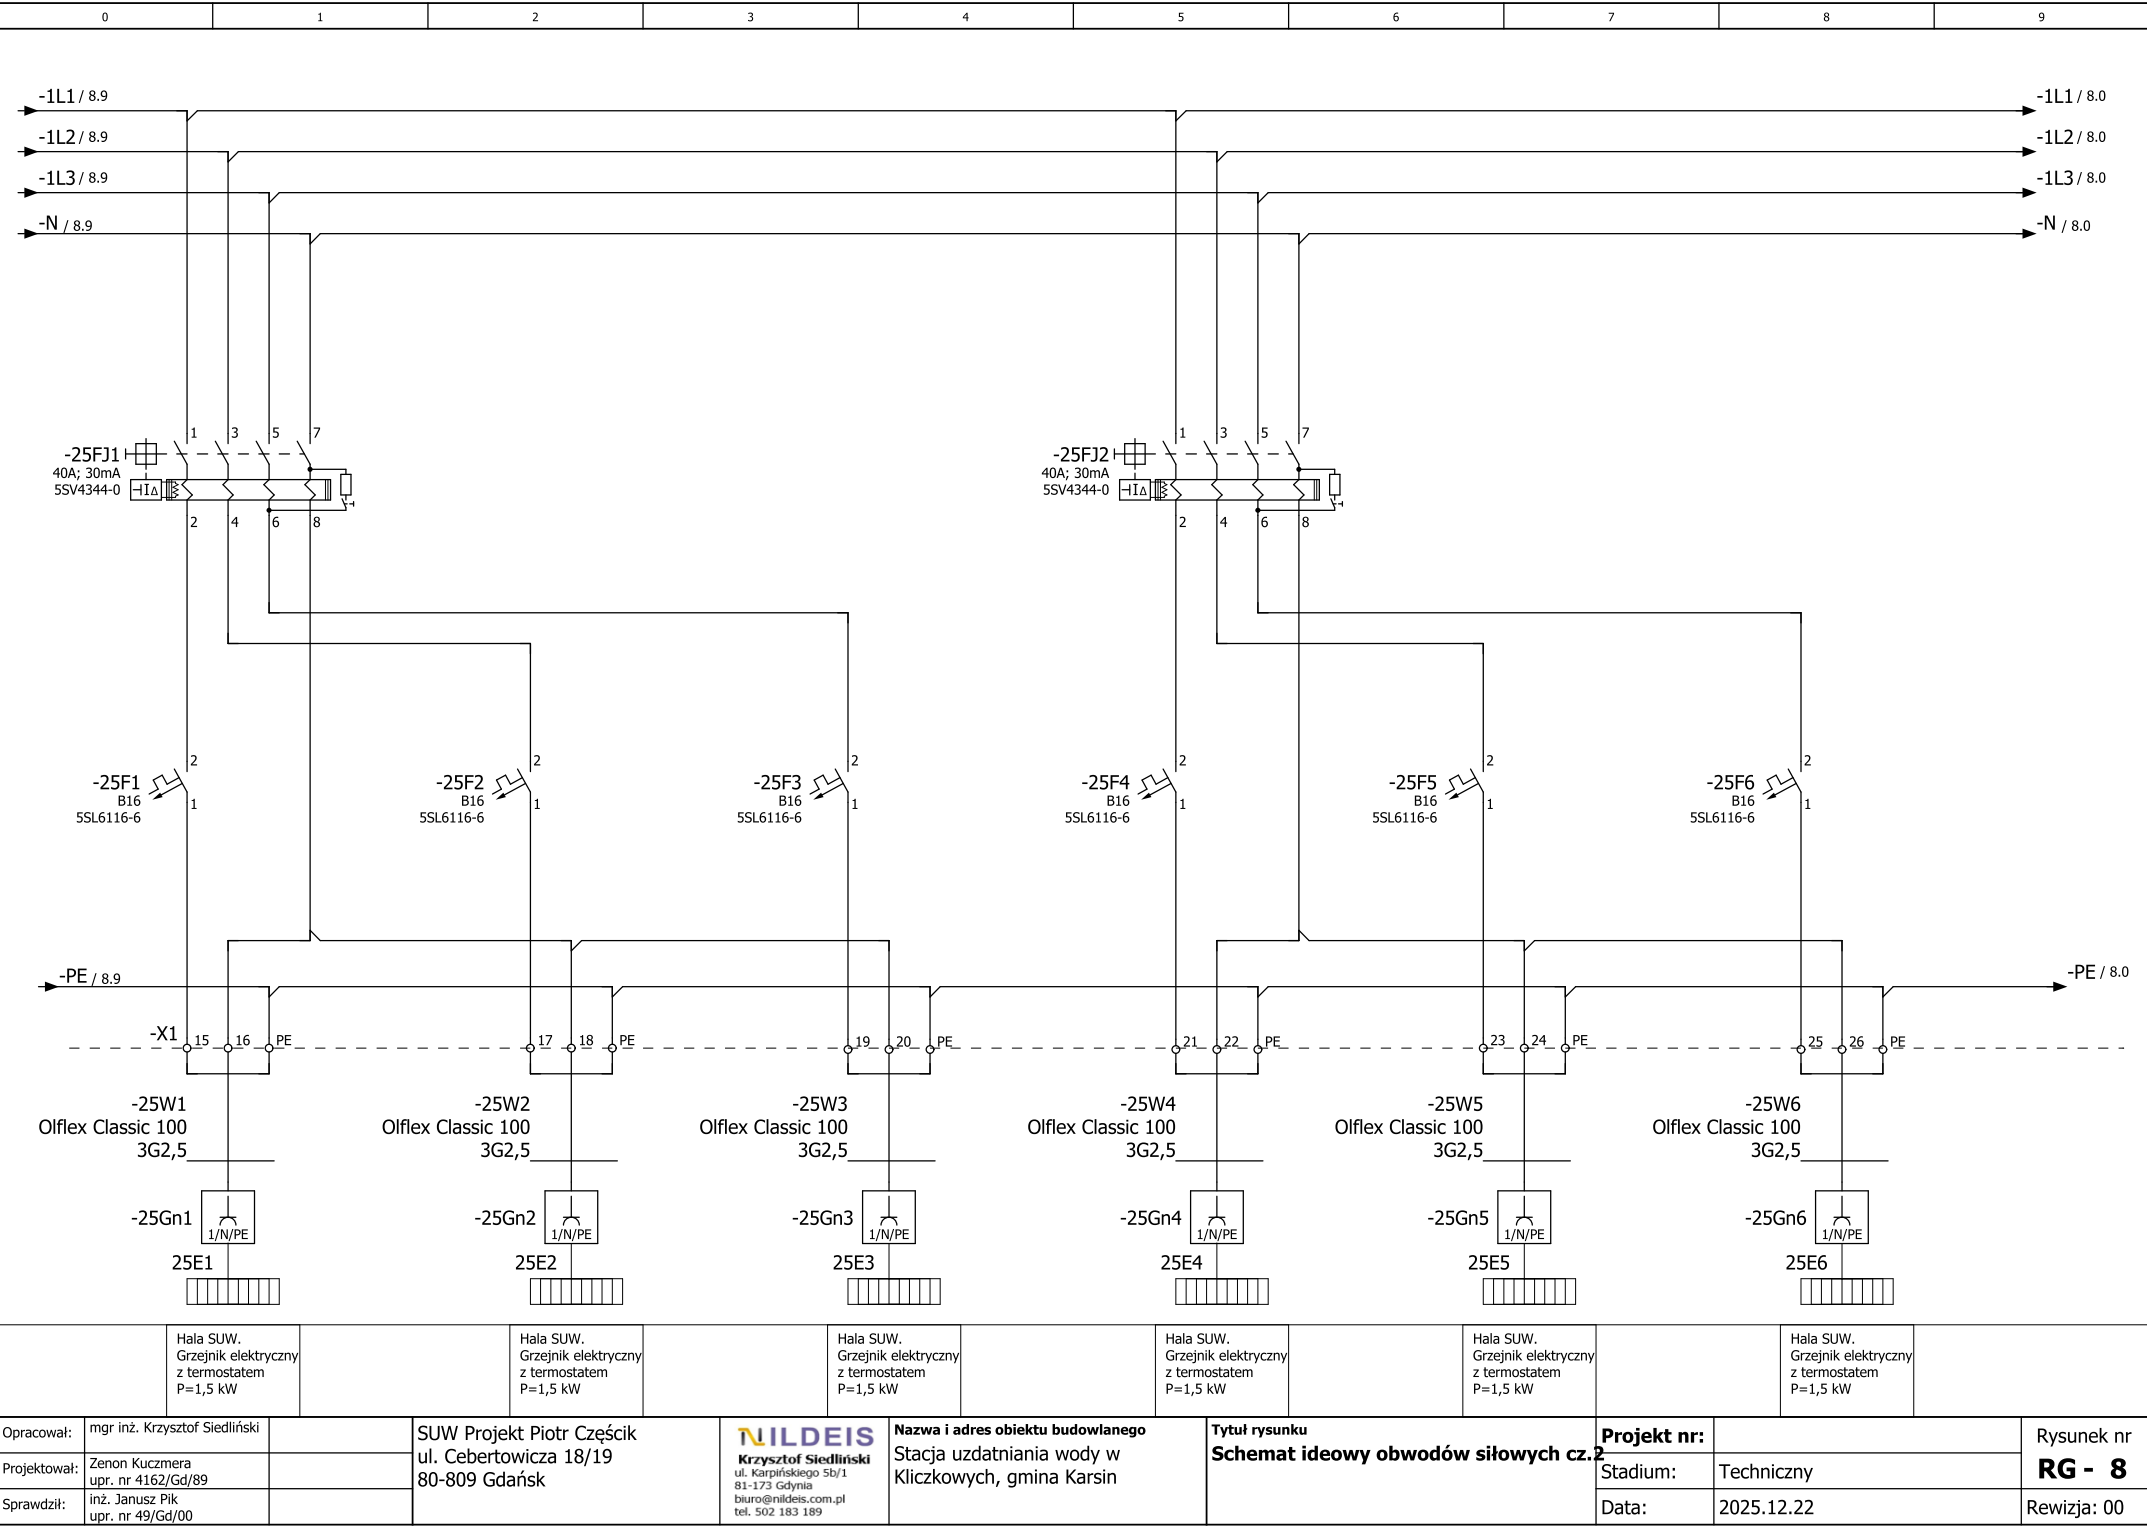 0 1 2 3 4 5 6 7 8 9
-1L1 / 8.9 -1L1 / 8.0
-1L2 / 8.9 -1L2 / 8.0
-1L3 / 8.9 -1L3 / 8.0
-N / 8.9 -N / 8.0
1 3 5 7 1 3 5 7
-25FJ1 -25FJ2
40A; 30mA 40A; 30mA
5SV4344-0 5SV4344-0
2 4 6 8 2 4 6 8
2 2 2 2 2 2
-25F1 -25F2 -25F3 -25F4 -25F5 -25F6
B16 1 B16 1 B16 1 B16 1 B16 1 B16 1
5SL6116-6 5SL6116-6 5SL6116-6 5SL6116-6 5SL6116-6 5SL6116-6
-PE / 8.9 -PE / 8.0
-X1 15 16 PE 17 18 PE 19 20 PE 21 22 PE 23 24 PE 25 26 PE
-25W1 -25W2 -25W3 -25W4 -25W5 -25W6
Olflex Classic 100 Olflex Classic 100 Olflex Classic 100 Olflex Classic 100 Olflex Classic 100 Olflex Classic 100
3G2,5 3G2,5 3G2,5 3G2,5 3G2,5 3G2,5
-25Gn1 -25Gn2 -25Gn3 -25Gn4 -25Gn5 -25Gn6
1/N/PE 1/N/PE 1/N/PE 1/N/PE 1/N/PE 1/N/PE
25E1 25E2 25E3 25E4 25E5 25E6
Hala SUW. Hala SUW. Hala SUW. Hala SUW. Hala SUW. Hala SUW.
Grzejnik elektryczny Grzejnik elektryczny Grzejnik elektryczny Grzejnik elektryczny Grzejnik elektryczny Grzejnik elektryczny
z termostatem z termostatem z termostatem z termostatem z termostatem z termostatem
P=1,5 kW P=1,5 kW P=1,5 kW P=1,5 kW P=1,5 kW P=1,5 kW
Opracował: mgr inż. Krzysztof Siedliński
Projektował: Zenon Kuczmera
upr. nr 4162/Gd/89
Sprawdził: inż. Janusz Pik
upr. nr 49/Gd/00
SUW Projekt Piotr Częścik
ul. Cebertowicza 18/19
80-809 Gdańsk
NILDEIS
Krzysztof Siedliński
ul. Karpińskiego 5b/1
81-173 Gdynia
biuro@nildeis.com.pl
tel. 502 183 189
Nazwa i adres obiektu budowlanego
Stacja uzdatniania wody w
Kliczkowych, gmina Karsin
Tytuł rysunku
Schemat ideowy obwodów siłowych cz.2
Projekt nr:
Stadium: Techniczny
Data: 2025.12.22
Rysunek nr
RG - 8
Rewizja: 00